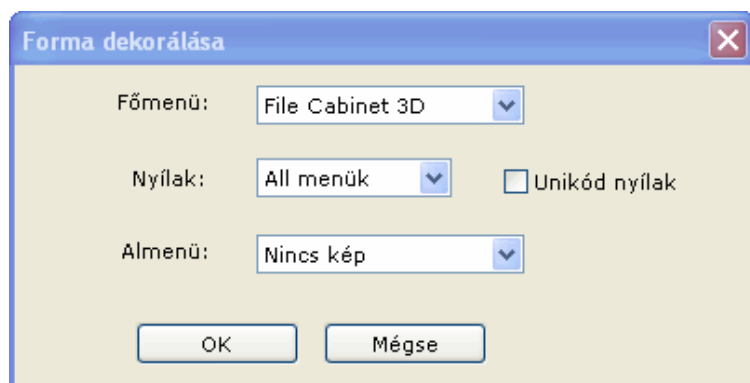 Forma dekorálása
Főmenü: File Cabinet 3D
Nyílak: All menük Unikód nyílak
Almenü: Nincs kép
OK Mégse